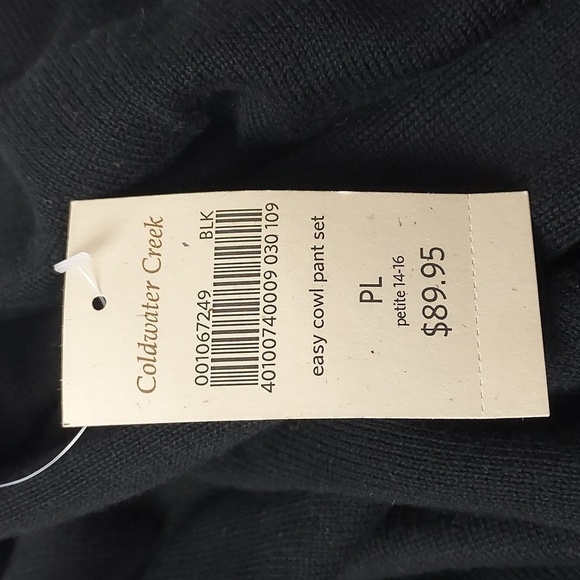 Coldwater Creek
001067249 BLK
40100740009 030 109
easy cowl pant set
PL
petite 14-16
$89.95